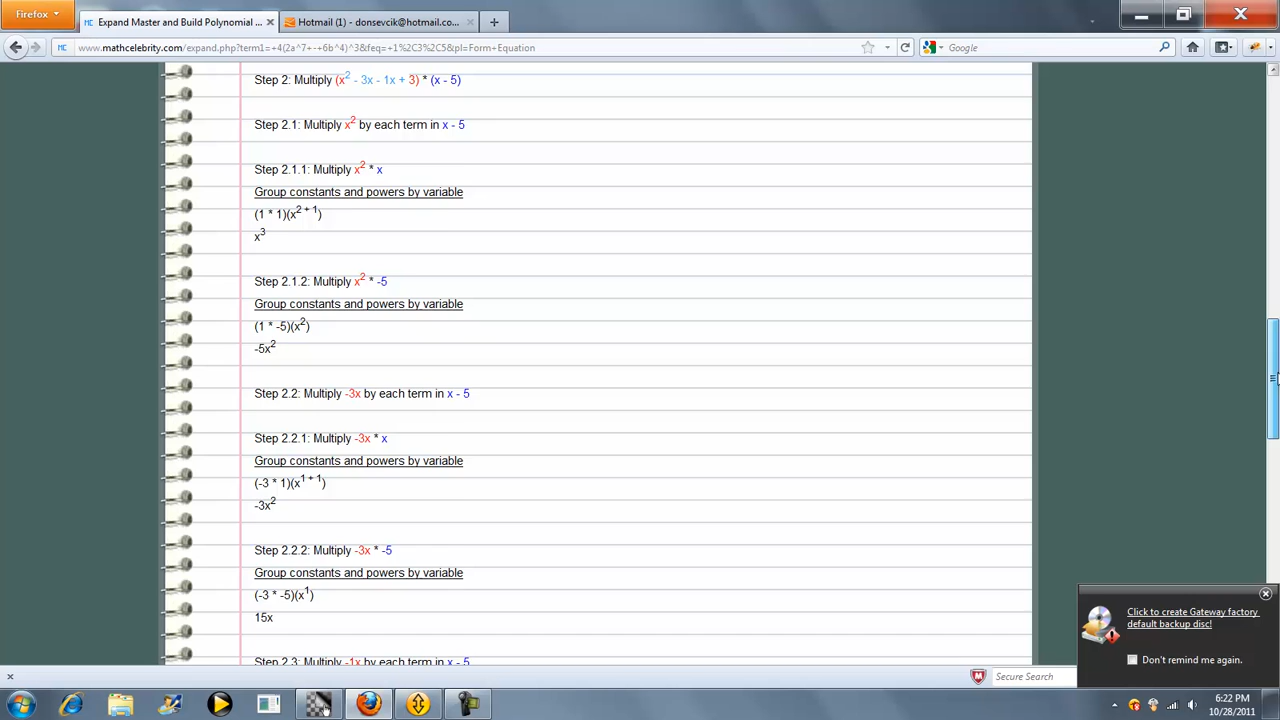 Firefox
Expand Master and Build Polynomial ...
Hotmail (1) - donsevcik@hotmail.co...
www.mathcelebrity.com/expand.php?term1=+4(2a^7+-+6b^4)^3&feq=+1%2C3%2C5&pl=Form+Equation
Google
Step 2: Multiply (x2 - 3x - 1x + 3) * (x - 5)
Step 2.1: Multiply x2 by each term in x - 5
Step 2.1.1: Multiply x2 * x
Group constants and powers by variable
(1 * 1)(x2 + 1)
x3
Step 2.1.2: Multiply x2 * -5
Group constants and powers by variable
(1 * -5)(x2)
-5x2
Step 2.2: Multiply -3x by each term in x - 5
Step 2.2.1: Multiply -3x * x
Group constants and powers by variable
(-3 * 1)(x1 + 1)
-3x2
Step 2.2.2: Multiply -3x * -5
Group constants and powers by variable
(-3 * -5)(x1)
15x
Step 2.3: Multiply -1x by each term in x - 5
Click to create Gateway factory
default backup disc!
Don't remind me again.
Secure Search
6:22 PM
10/28/2011